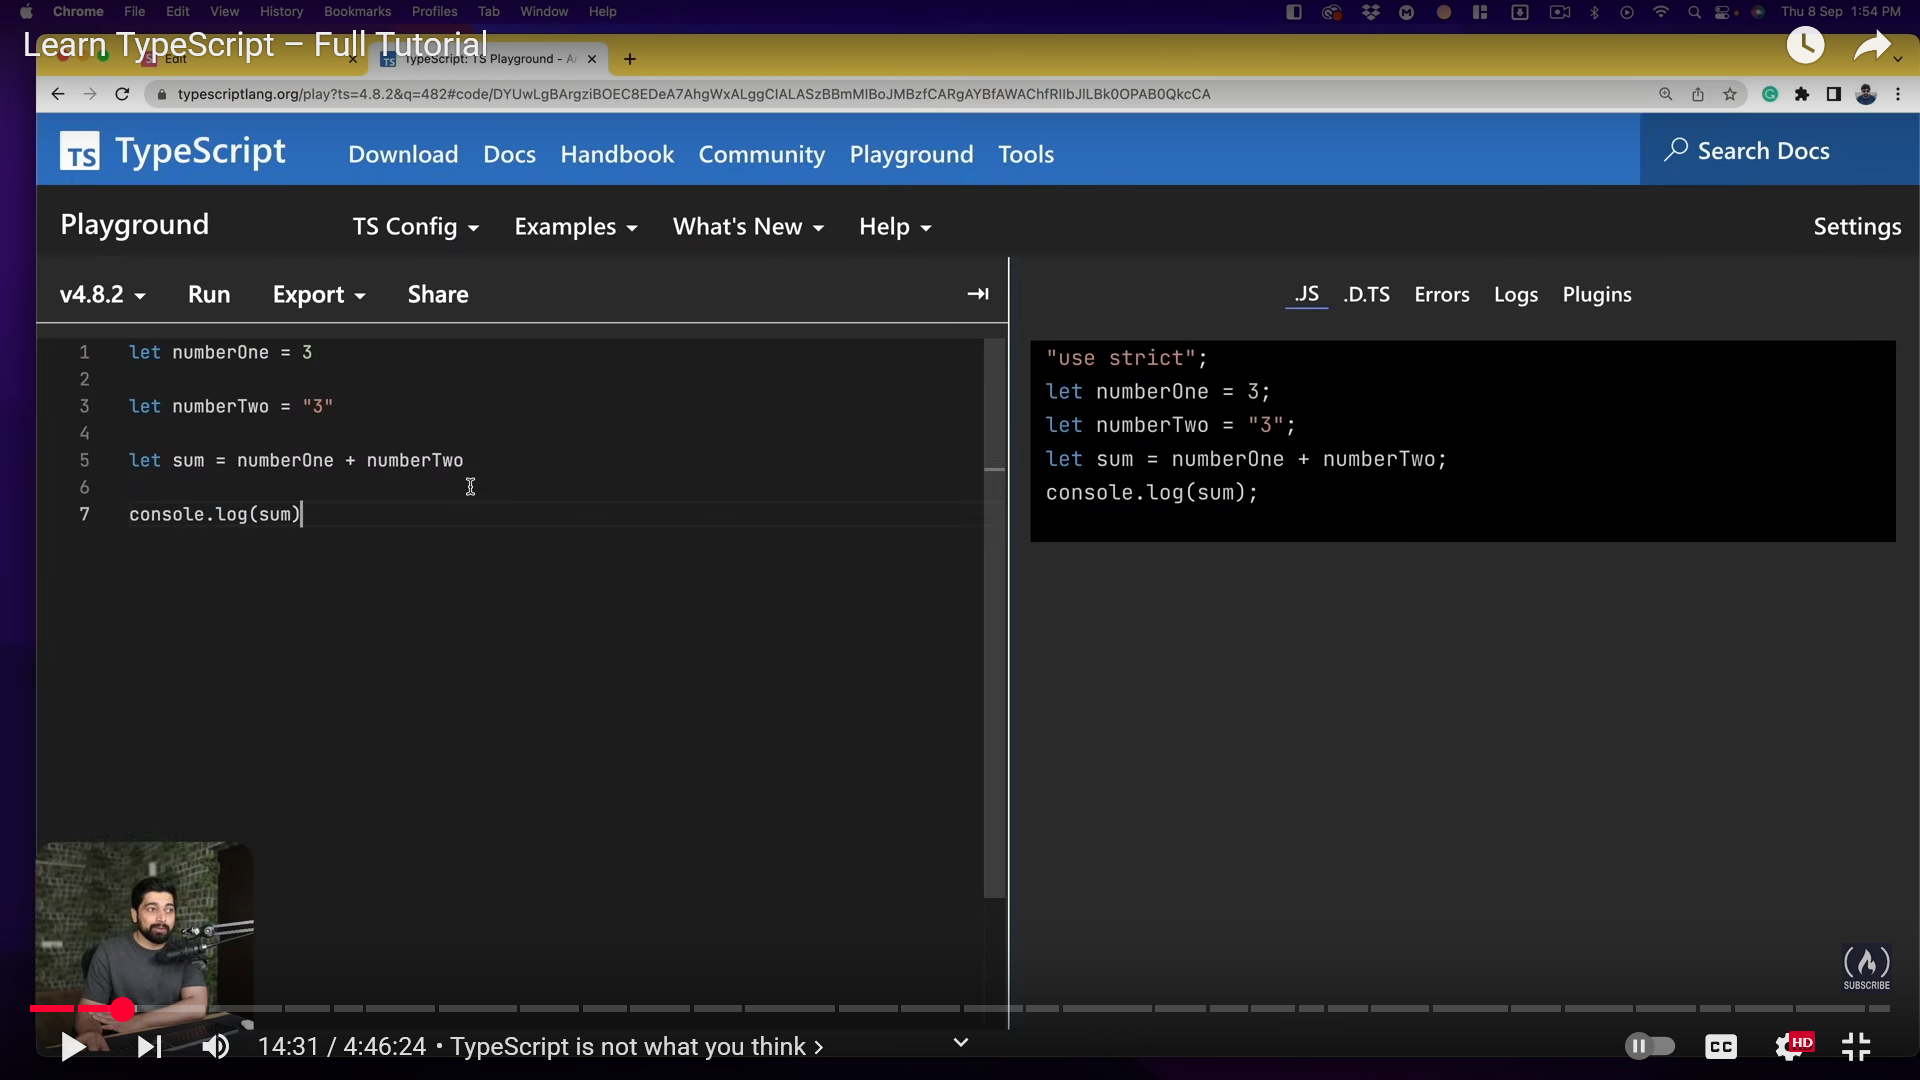 Chrome File Edit View History Bookmarks Profiles Tab Window Help Thu 8 Sep 1:54 PM
Learn TypeScript – Full Tutorial
Edit
TypeScript: TS Playground - Ar
typescriptlang.org/play?ts=4.8.2&q=482#code/DYUwLgBArgziBOEC8EDeA7AhgWxALggCIALASzBBmMIBoJMBzfCARgAYBfAWAChfRIIbJlLBk0OPAB0QkcCA
TS TypeScript Download Docs Handbook Community Playground Tools Search Docs
Playground TS Config Examples What's New Help Settings
v4.8.2 Run Export Share
.JS .D.TS Errors Logs Plugins
1 let numberOne = 3
2
3 let numberTwo = "3"
4
5 let sum = numberOne + numberTwo
6
7 console.log(sum)
"use strict";
let numberOne = 3;
let numberTwo = "3";
let sum = numberOne + numberTwo;
console.log(sum);
SUBSCRIBE
14:31 / 4:46:24 • TypeScript is not what you think >
CC HD